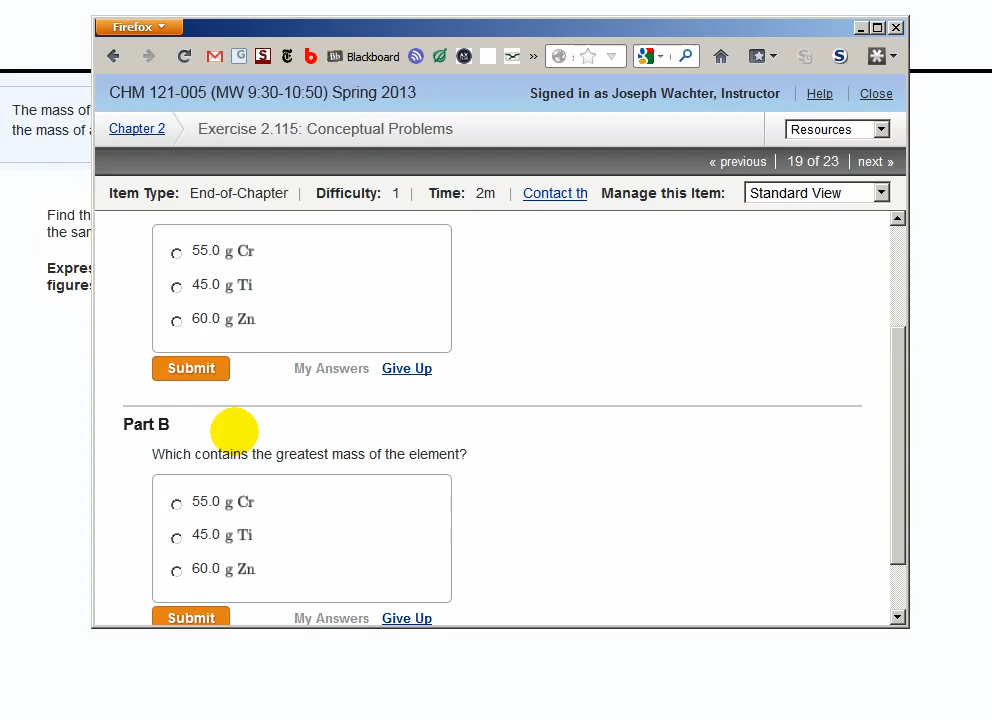 Firefox
Blackboard
CHM 121-005 (MW 9:30-10:50) Spring 2013
Signed in as Joseph Wachter, Instructor | Help | Close
Chapter 2
Exercise 2.115: Conceptual Problems
Resources
« previous | 19 of 23 | next »
Item Type: End-of-Chapter | Difficulty: 1 | Time: 2m | Contact th
Manage this Item: Standard View
The mass of
the mass of a
Find th
the sar
Expres
figures
55.0 g Cr
45.0 g Ti
60.0 g Zn
Submit
My Answers Give Up
Part B
Which contains the greatest mass of the element?
55.0 g Cr
45.0 g Ti
60.0 g Zn
Submit
My Answers Give Up